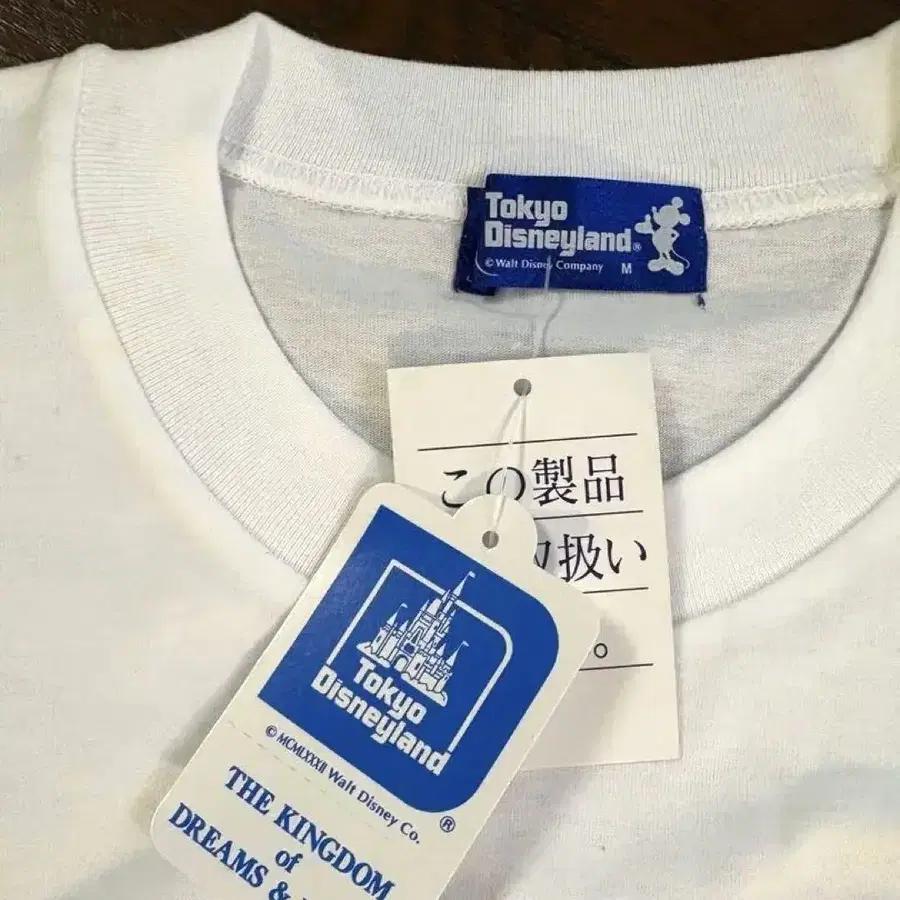 Tokyo
Disneyland®
© Walt Disney Company M
この製品
扱い
。
Tokyo
Disneyland
© MCMLXXXII Walt Disney Co. ®
THE KINGDOM
of
DREAMS &